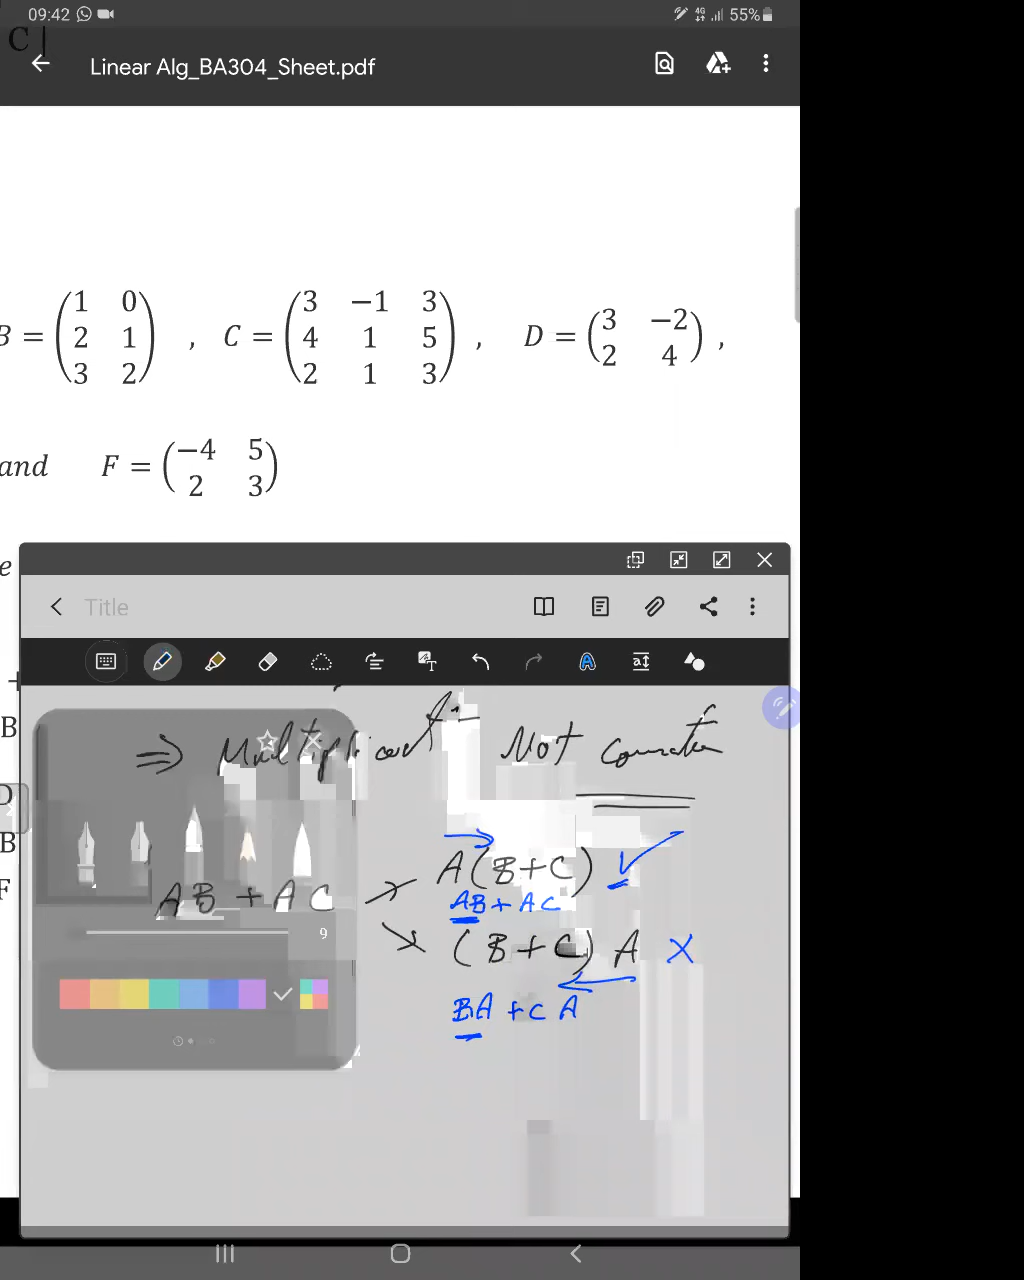 09:42 4G 55%
C
Linear Alg_BA304_Sheet.pdf
B = (1 0 2 1 3 2) , C = (3 −1 3 4 1 5 2 1 3) , D = (3 −2 2 4) ,
and F = (−4 5 2 3)
e
Title
+
B
D
B
F
⇒ Multiplicat Not
A(B+C) ✓
AB + AC
AB + AC
9
(B+C) A X
BA + C A